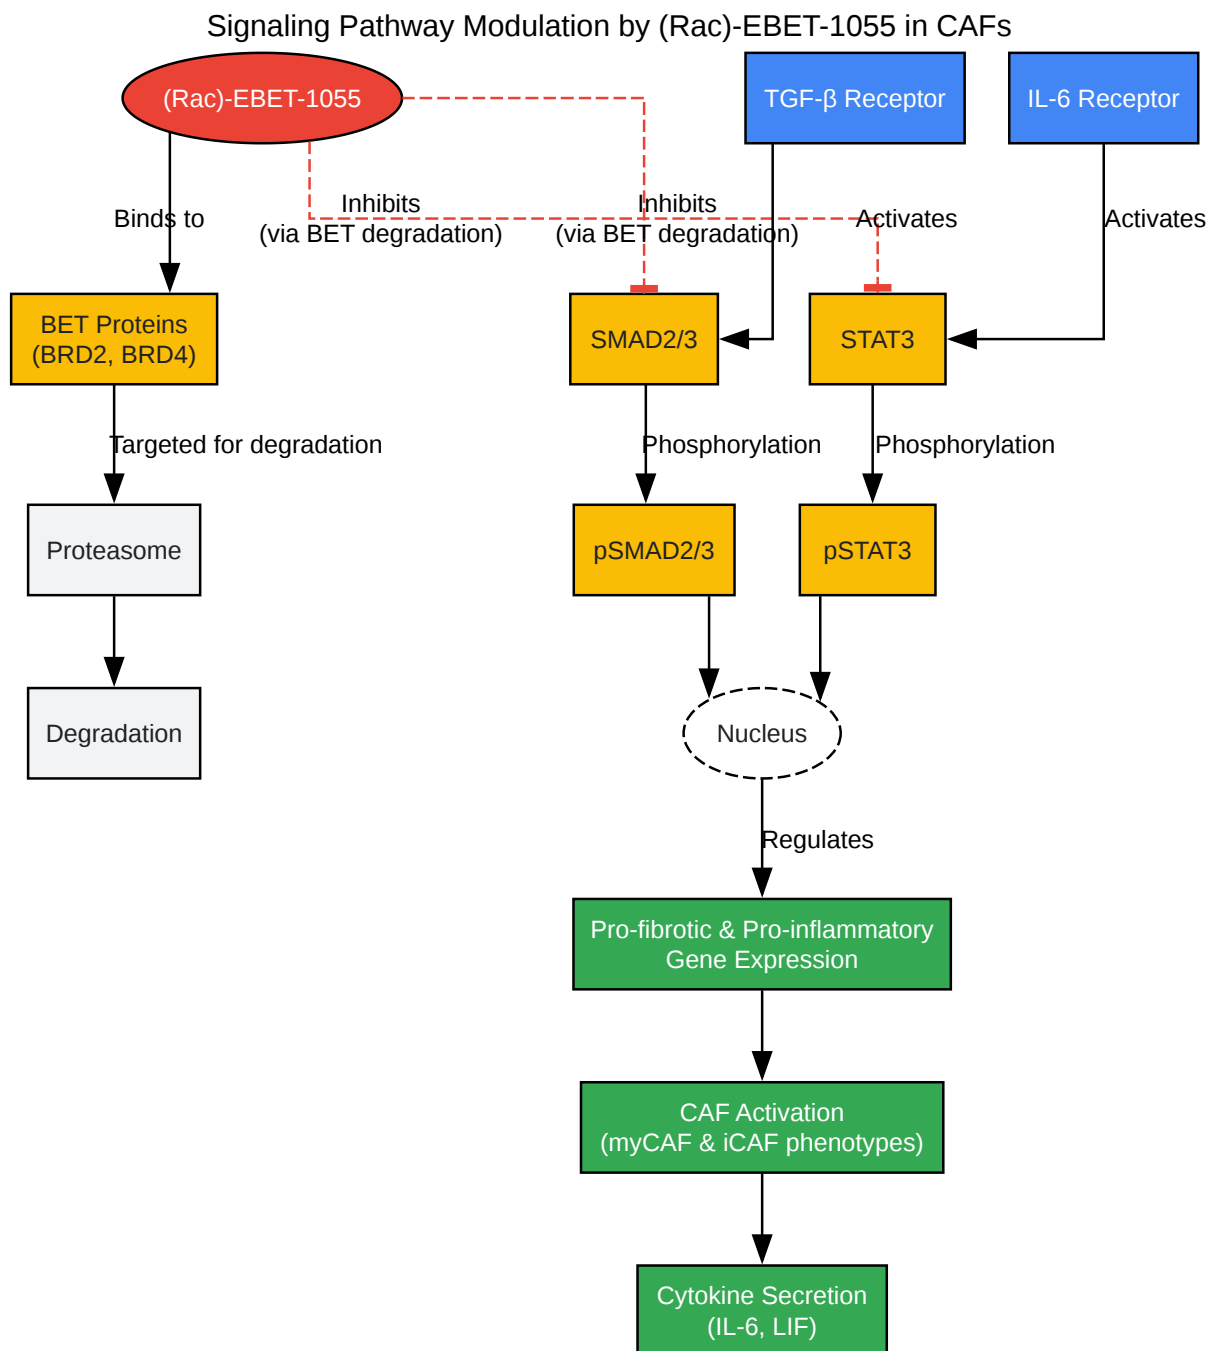 Signaling Pathway Modulation by (Rac)-EBET-1055 in CAFs
(Rac)-EBET-1055
TGF-β Receptor
IL-6 Receptor
Binds to
Inhibits
(via BET degradation)
Inhibits
(via BET degradation)
Activates
Activates
BET Proteins
(BRD2, BRD4)
SMAD2/3
STAT3
Targeted for degradation
Phosphorylation
Phosphorylation
Proteasome
pSMAD2/3
pSTAT3
Degradation
Nucleus
Regulates
Pro-fibrotic & Pro-inflammatory
Gene Expression
CAF Activation
(myCAF & iCAF phenotypes)
Cytokine Secretion
(IL-6, LIF)